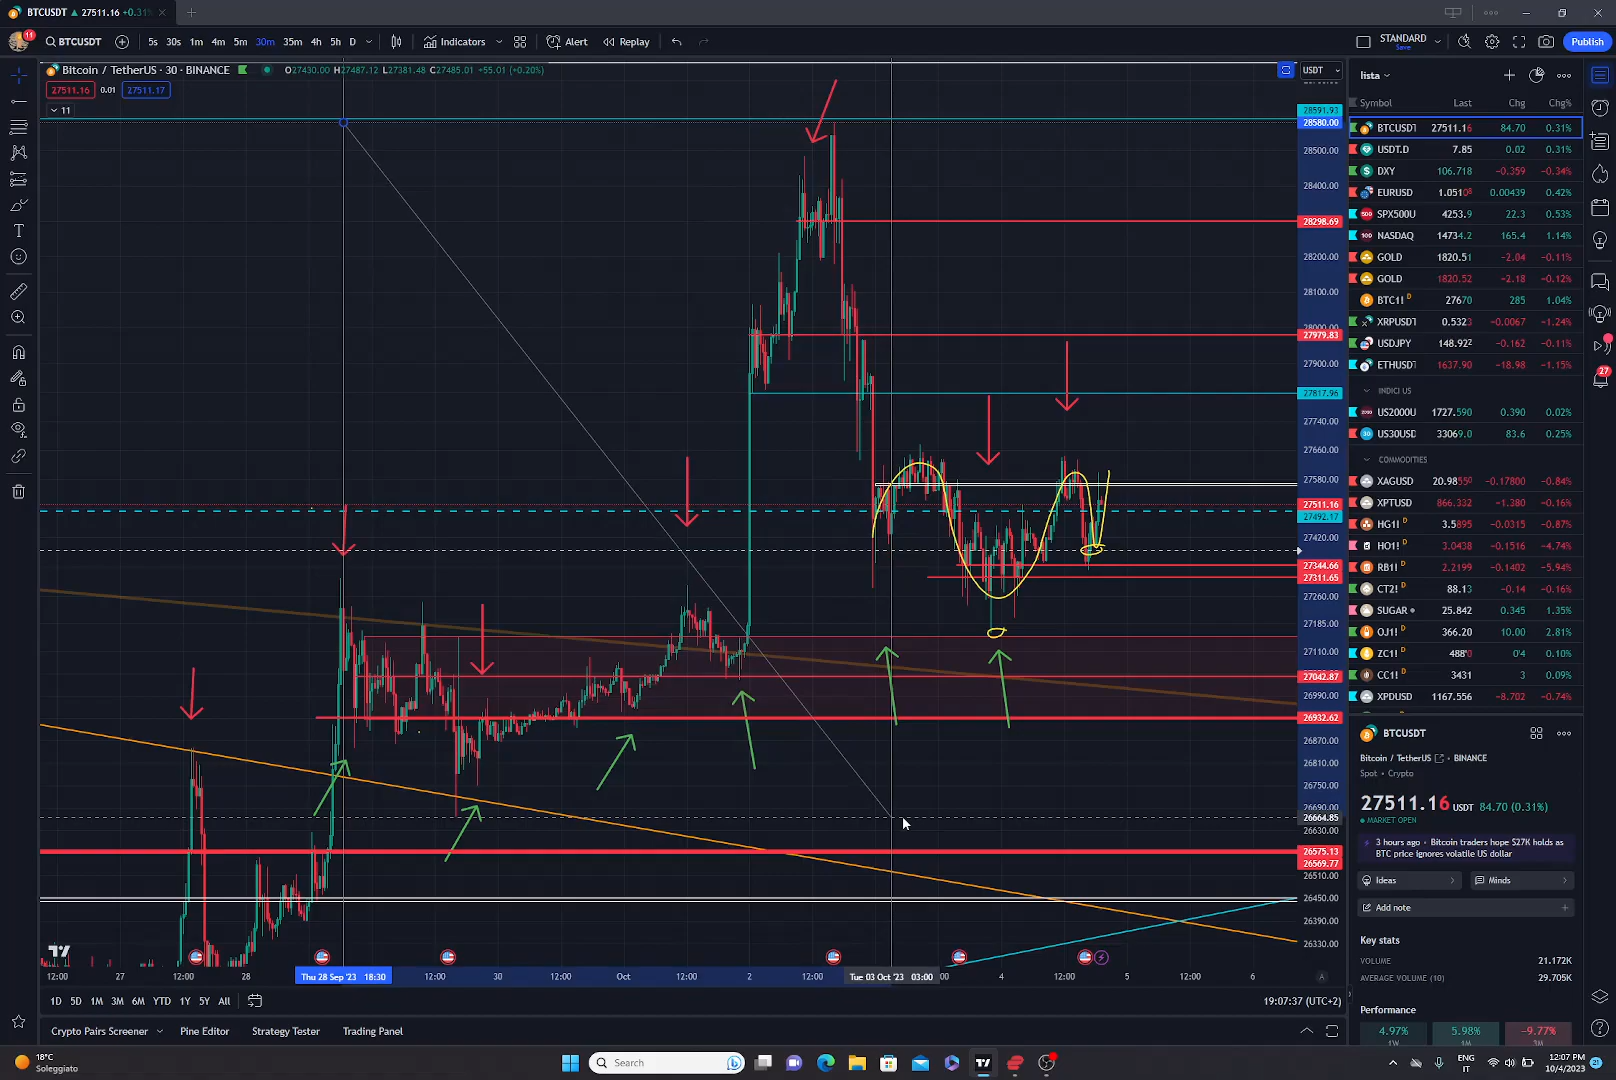 BTCUSDT ▲ 27511.16 +0.31%
11 BTCUSDT 5s 30s 1m 4m 5m 30m 35m 4h 5h D Indicators Alert Replay STANDARD Save Publish
Bitcoin / TetherUS · 30 · BINANCE O27430.00 H27487.12 L27381.48 C27485.01 +55.01 (+0.20%) USDT
27511.16 0.01 27511.17
11
28591.93
28580.00
28500.00
28400.00
28298.69
28200.00
28100.00
28000.00
27979.83
27900.00
27817.96
27740.00
27660.00
27580.00
27511.16
27492.17
27420.00
27344.66
27311.65
27260.00
27185.00
27110.00
27042.87
26990.00
26932.62
26870.00
26810.00
26750.00
26690.00
26664.85
26630.00
26575.13
26569.77
26510.00
26450.00
26390.00
26330.00
12:00 27 12:00 28 Thu 28 Sep '23 18:30 12:00 30 12:00 Oct 12:00 2 12:00 Tue 03 Oct '23 03:00 :00 4 12:00 5 12:00 6
1D 5D 1M 3M 6M YTD 1Y 5Y All 19:07:37 (UTC+2)
Crypto Pairs Screener Pine Editor Strategy Tester Trading Panel
lista
Symbol Last Chg Chg%
BTCUSDT 27511.16 84.70 0.31%
USDT.D 7.85 0.02 0.31%
DXY 106.718 −0.359 −0.34%
EURUSD 1.05108 0.00439 0.42%
SPX500U 4253.9 22.3 0.53%
NASDAQ 14734.2 165.4 1.14%
GOLD 1820.51 −2.04 −0.11%
GOLD 1820.52 −2.18 −0.12%
BTC1! D 27670 285 1.04%
XRPUSDT 0.5323 −0.0067 −1.24%
USDJPY 148.922 −0.162 −0.11%
ETHUSDT 1637.90 −18.98 −1.15%
INDICI US
US2000U 1727.590 0.390 0.02%
US30USD 33069.0 83.6 0.25%
COMMODITIES
XAGUSD 20.98550 −0.17800 −0.84%
XPTUSD 866.332 −1.380 −0.16%
HG1! D 3.5895 −0.0315 −0.87%
HO1! D 3.0438 −0.1516 −4.74%
RB1! D 2.2199 −0.1402 −5.94%
CT2! D 88.13 −0.14 −0.16%
SUGAR 25.842 0.345 1.35%
OJ1! D 366.20 10.00 2.81%
ZC1! D 488'0 0'4 0.10%
CC1! D 3431 3 0.09%
XPDUSD 1167.556 −8.702 −0.74%
BTCUSDT
Bitcoin / TetherUS BINANCE
Spot • Crypto
27511.16 USDT 84.70 (0.31%)
MARKET OPEN
3 hours ago • Bitcoin traders hope $27K holds as
BTC price ignores volatile US dollar
Ideas Minds
Add note
Key stats
VOLUME 21.172K
AVERAGE VOLUME (10) 29.705K
Performance
4.97% 5.98% −9.77%
1W 1M 3M
27
18°C
Soleggiato
Search
ENG
IT
12:07 PM
10/4/2023
21